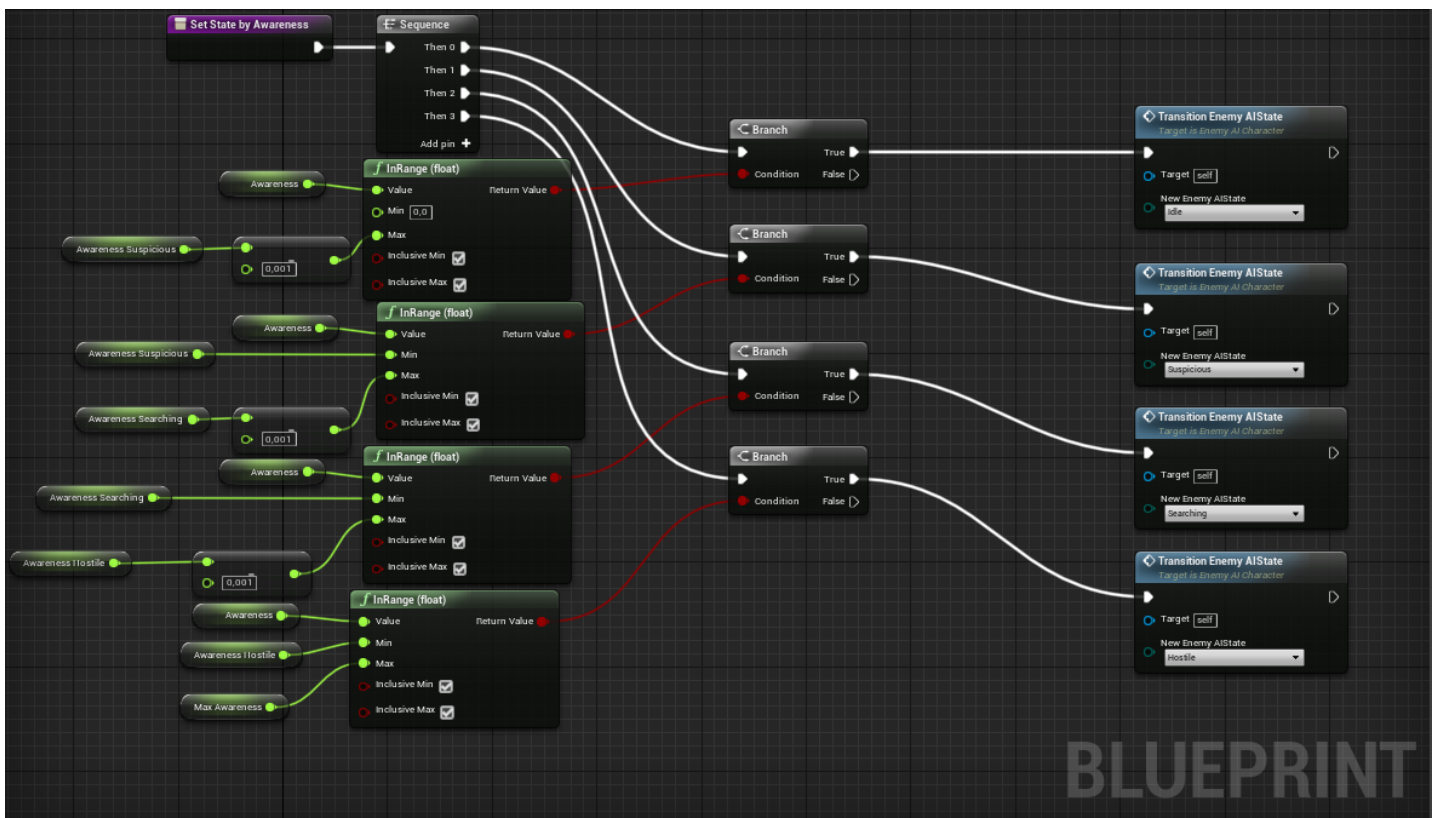 Set State by Awareness
Sequence
Then 0
Then 1
Then 2
Then 3
Add pin
Branch
True
Condition
False
Transition Enemy AIState
Target is Enemy AI Character
Target self
New Enemy AIState
Idle
InRange (float)
Awareness
Value
Return Value
Min 0,0
Max
Awareness Suspicious
0,001
Inclusive Min
Inclusive Max
Branch
True
Condition
False
Transition Enemy AIState
Target is Enemy AI Character
Target self
New Enemy AIState
Suspicious
InRange (float)
Awareness
Value
Return Value
Awareness Suspicious
Min
Max
Inclusive Min
Awareness Searching
0,001
Inclusive Max
Branch
True
Condition
False
Transition Enemy AIState
Target is Enemy AI Character
Target self
New Enemy AIState
Searching
InRange (float)
Awareness
Value
Return Value
Awareness Searching
Min
Max
Inclusive Min
Awareness Hostile
0,001
Inclusive Max
Branch
True
Condition
False
Transition Enemy AIState
Target is Enemy AI Character
Target self
New Enemy AIState
Hostile
InRange (float)
Awareness
Value
Return Value
Min
Awareness Hostile
Max
Inclusive Min
Max Awareness
Inclusive Max
BLUEPRINT